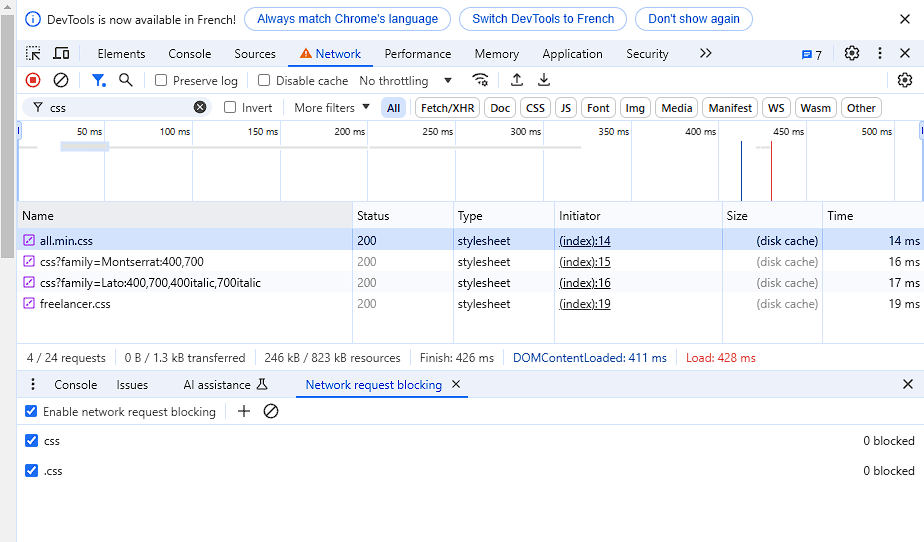 DevTools is now available in French! Always match Chrome's language Switch DevTools to French Don't show again
Elements Console Sources Network Performance Memory Application Security 7
Preserve log Disable cache No throttling
css Invert More filters All Fetch/XHR Doc CSS JS Font Img Media Manifest WS Wasm Other
50 ms 100 ms 150 ms 200 ms 250 ms 300 ms 350 ms 400 ms 450 ms 500 ms
Name Status Type Initiator Size Time
all.min.css 200 stylesheet (index):14 (disk cache) 14 ms
css?family=Montserrat:400,700 200 stylesheet (index):15 (disk cache) 16 ms
css?family=Lato:400,700,400italic,700italic 200 stylesheet (index):16 (disk cache) 17 ms
freelancer.css 200 stylesheet (index):19 (disk cache) 19 ms
4 / 24 requests 0 B / 1.3 kB transferred 246 kB / 823 kB resources Finish: 426 ms DOMContentLoaded: 411 ms Load: 428 ms
Console Issues AI assistance Network request blocking
Enable network request blocking
css 0 blocked
.css 0 blocked